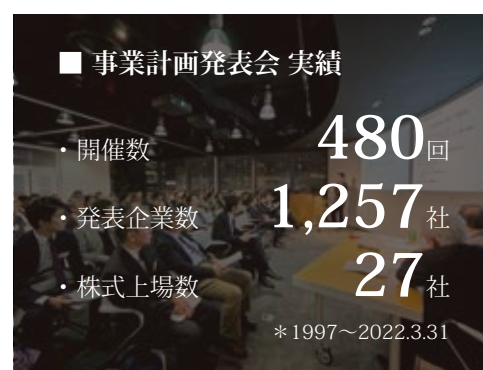 ■ 事業計画発表会 実績
・開催数 480回
・発表企業数 1,257社
・株式上場数 27社
＊1997〜2022.3.31